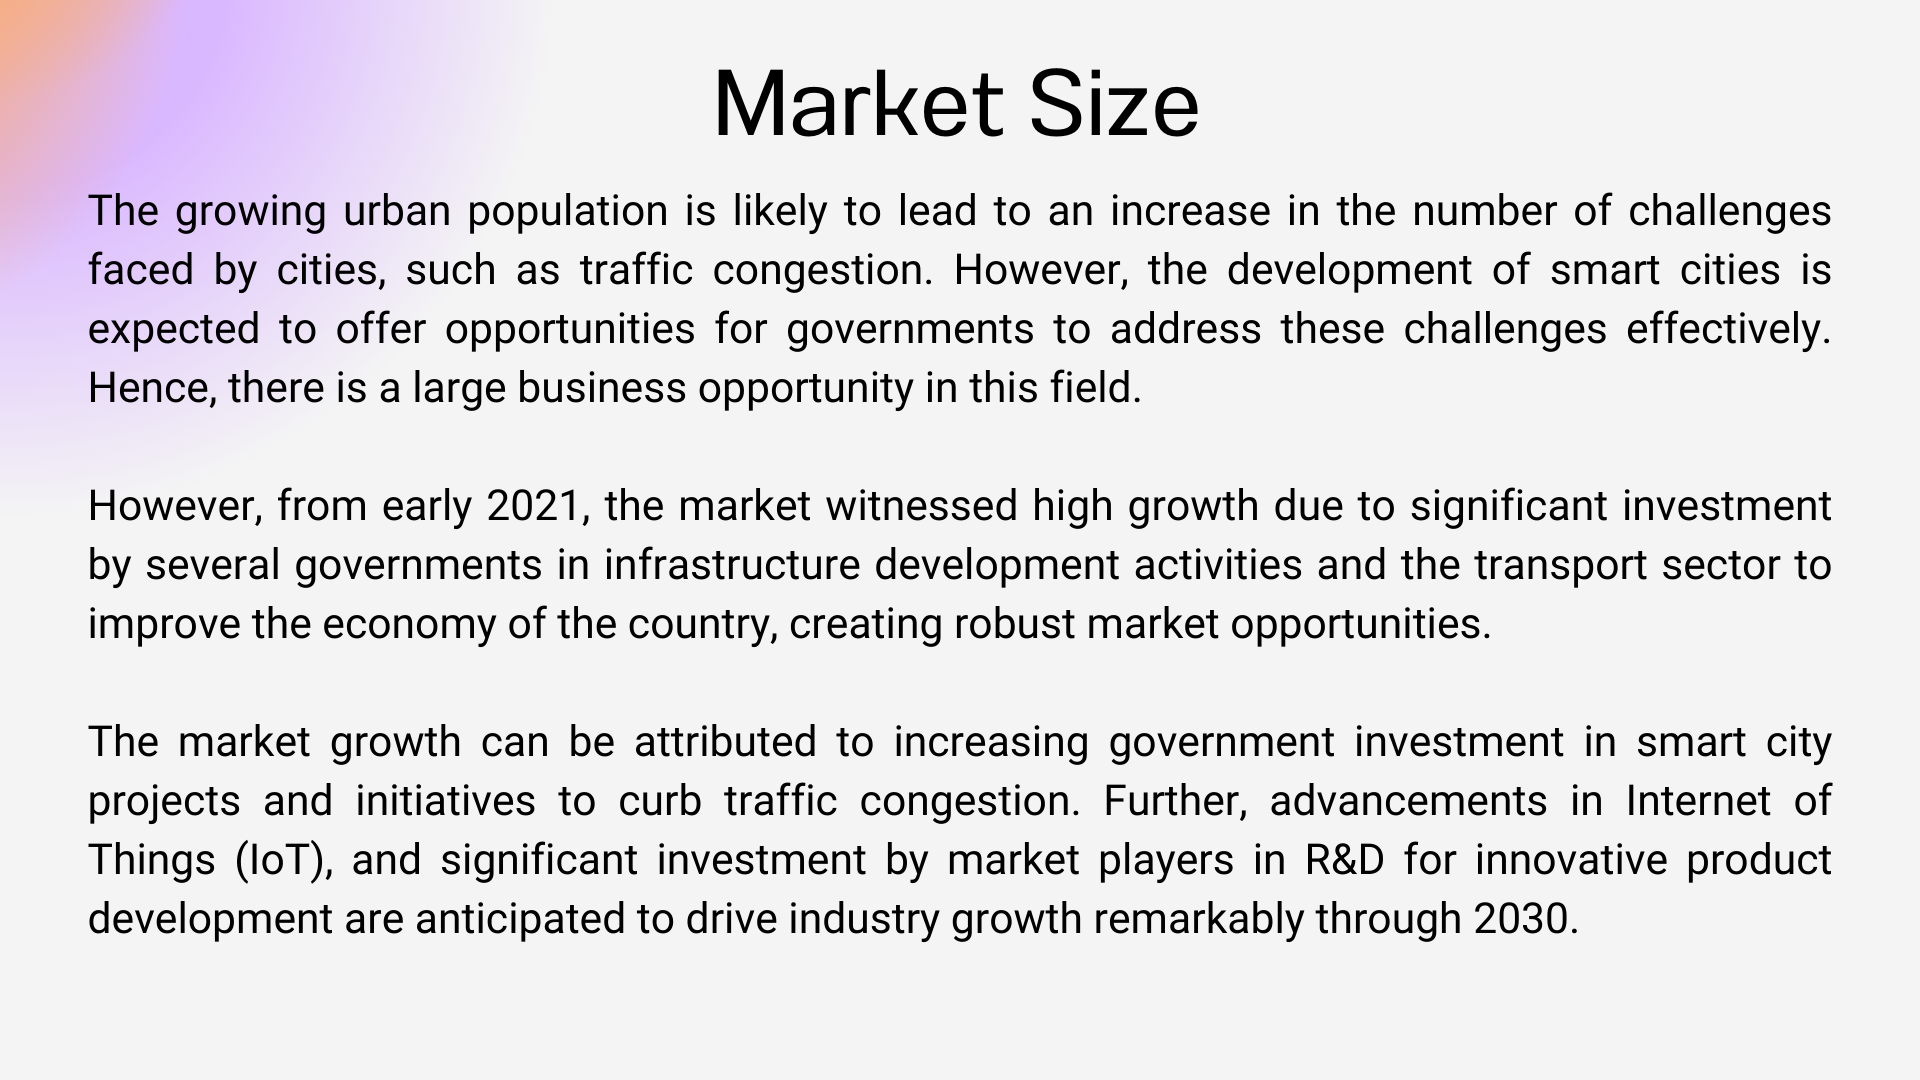 Market Size
The growing urban population is likely to lead to an increase in the number of challenges
faced by cities, such as traffic congestion. However, the development of smart cities is
expected to offer opportunities for governments to address these challenges effectively.
Hence, there is a large business opportunity in this field.
However, from early 2021, the market witnessed high growth due to significant investment
by several governments in infrastructure development activities and the transport sector to
improve the economy of the country, creating robust market opportunities.
The market growth can be attributed to increasing government investment in smart city
projects and initiatives to curb traffic congestion. Further, advancements in Internet of
Things (IoT), and significant investment by market players in R&D for innovative product
development are anticipated to drive industry growth remarkably through 2030.